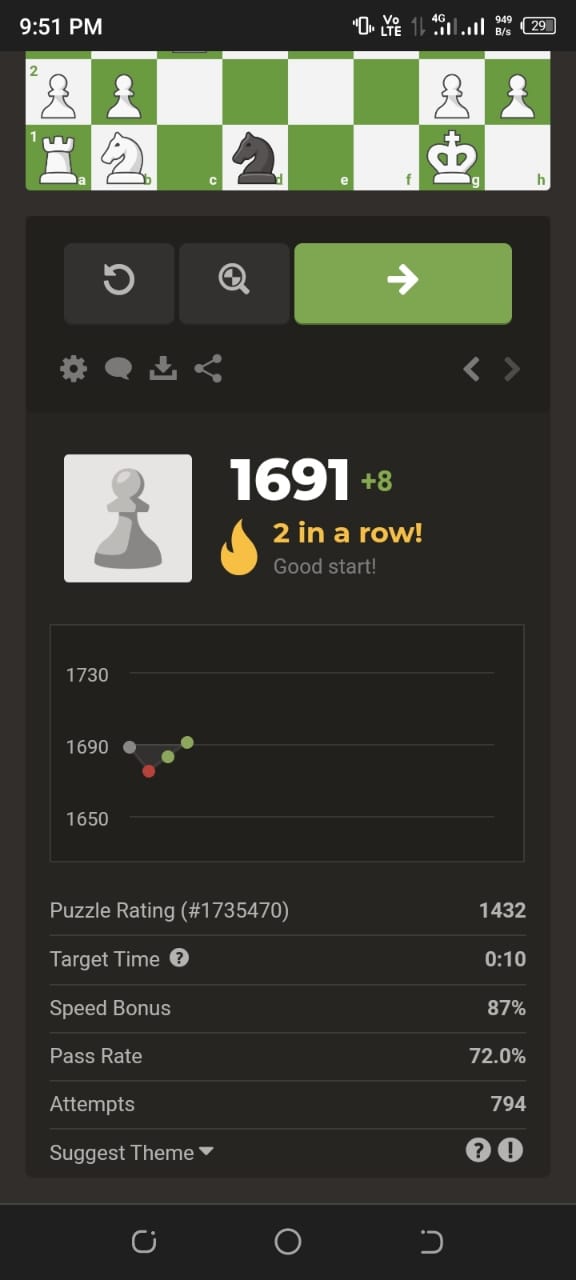 9:51 PM Vo LTE 4G 949 B/s 29
2
1 a b c d e f g h
1691 +8
2 in a row!
Good start!
1730
1690
1650
Puzzle Rating (#1735470) 1432
Target Time ? 0:10
Speed Bonus 87%
Pass Rate 72.0%
Attempts 794
Suggest Theme ? !